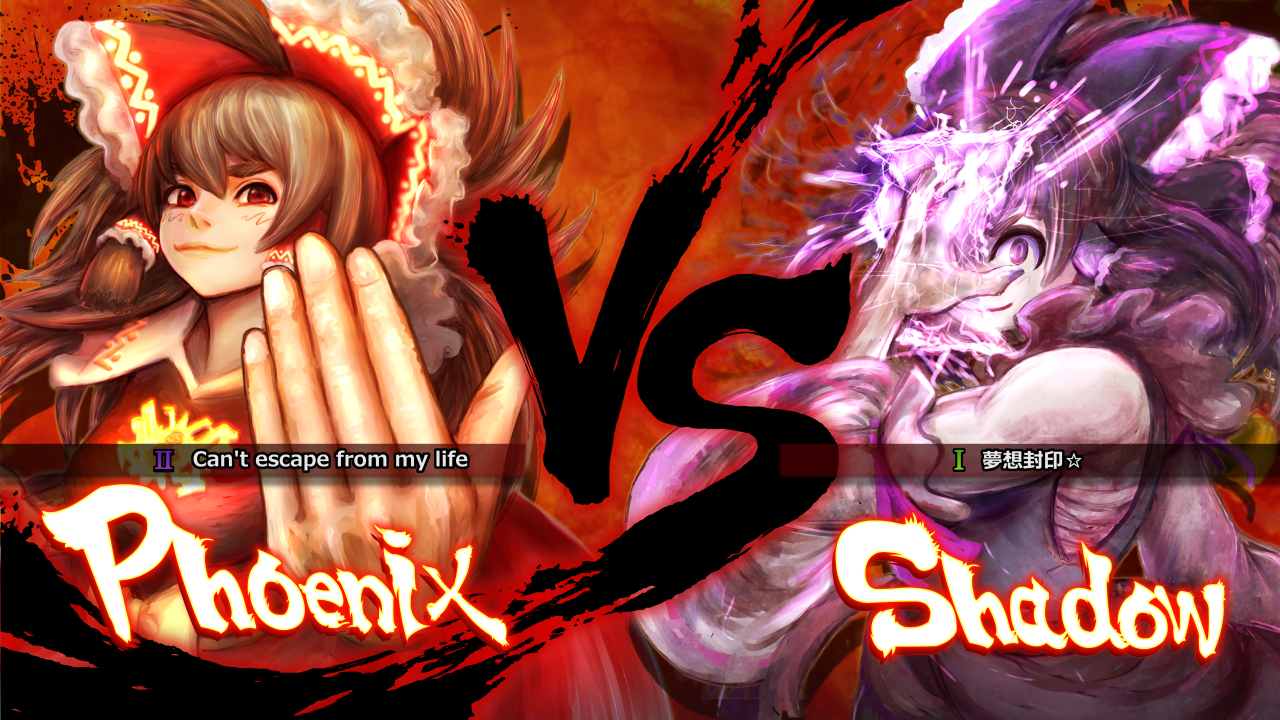 VS
II Can't escape from my life
I 夢想封印☆
Phoenix
Shadow